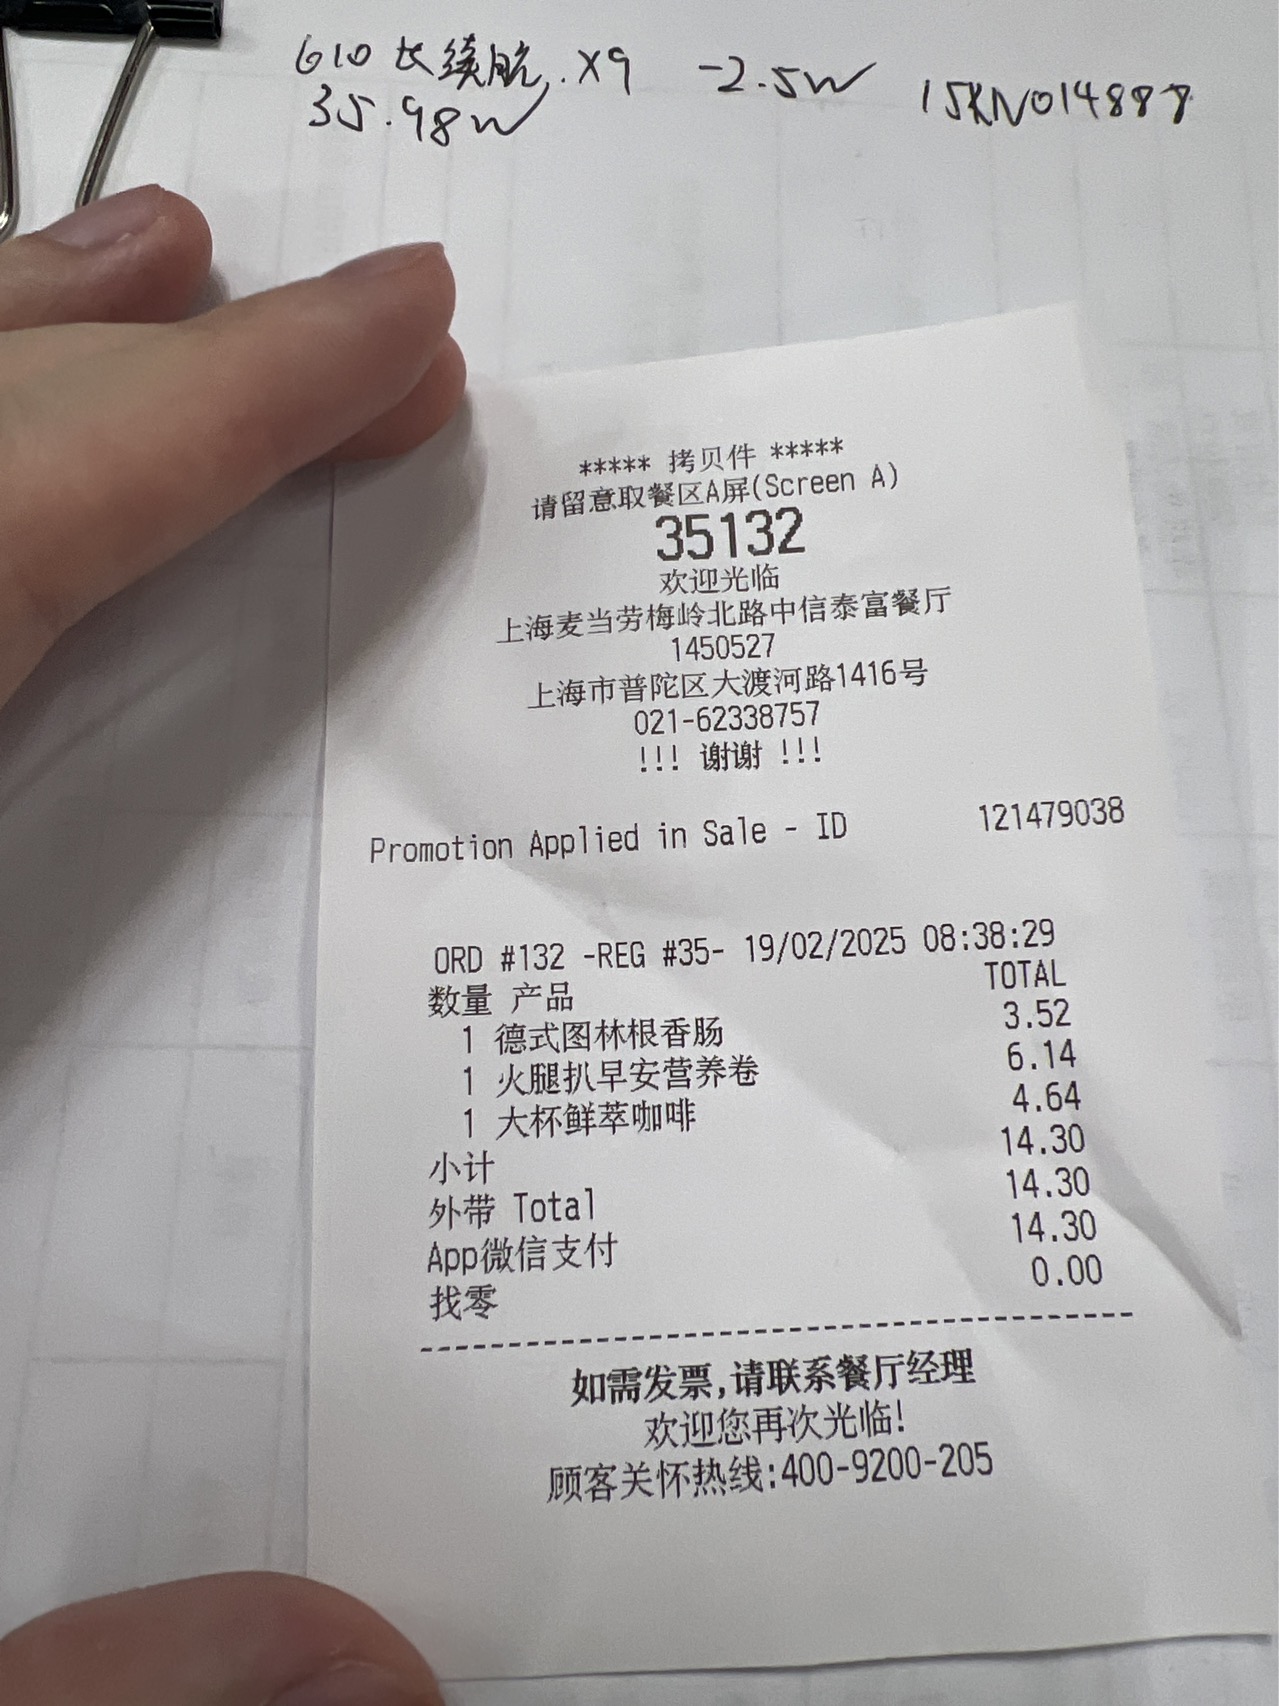 610 长续航.X9 -2.5W 15KN014888
35.98W
***** 拷贝件 *****
请留意取餐区A屏(Screen A)
35132
欢迎光临
上海麦当劳梅岭北路中信泰富餐厅
1450527
上海市普陀区大渡河路1416号
021-62338757
!!! 谢谢 !!!
Promotion Applied in Sale - ID 121479038
ORD #132 -REG #35- 19/02/2025 08:38:29
数量 产品 TOTAL
1 德式图林根香肠 3.52
1 火腿扒早安营养卷 6.14
1 大杯鲜萃咖啡 4.64
小计 14.30
外带 Total 14.30
App微信支付 14.30
找零 0.00
如需发票,请联系餐厅经理
欢迎您再次光临!
顾客关怀热线:400-9200-205